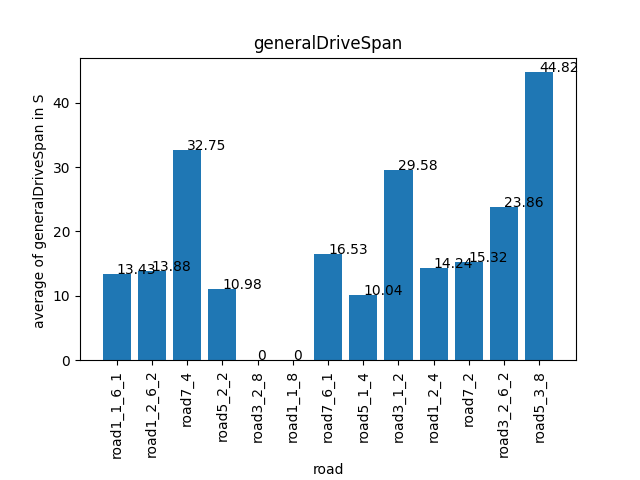 generalDriveSpan
average of generalDriveSpan in S
40
30
20
10
0
13.43
13.88
32.75
10.98
0
0
16.53
10.04
29.58
14.24
15.32
23.86
44.82
road1_1_6_1
road1_2_6_2
road7_4
road5_2_2
road3_2_8
road1_1_8
road7_6_1
road5_1_4
road3_1_2
road1_2_4
road7_2
road3_2_6_2
road5_3_8
road